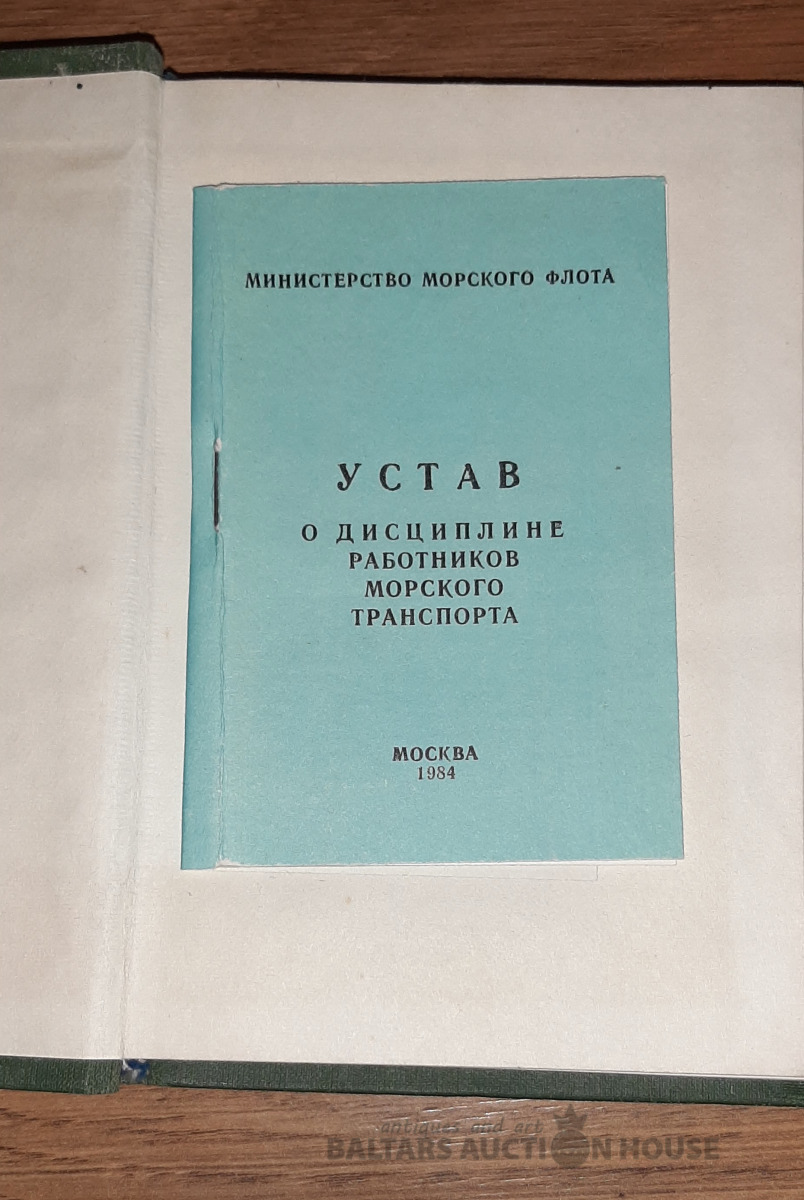 МИНИСТЕРСТВО МОРСКОГО ФЛОТА
УСТАВ
О ДИСЦИПЛИНЕ
РАБОТНИКОВ
МОРСКОГО
ТРАНСПОРТА
МОСКВА
1984
antiques and art
BALTARS AUCTION HOUSE